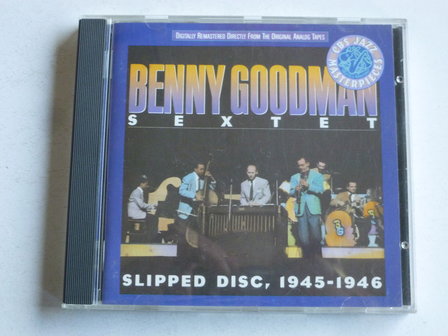 DIGITALLY REMASTERED DIRECTLY FROM THE ORIGINAL ANALOG TAPES
CBS JAZZ MASTERPIECES
BENNY GOODMAN
SEXTET
SLIPPED DISC, 1945-1946